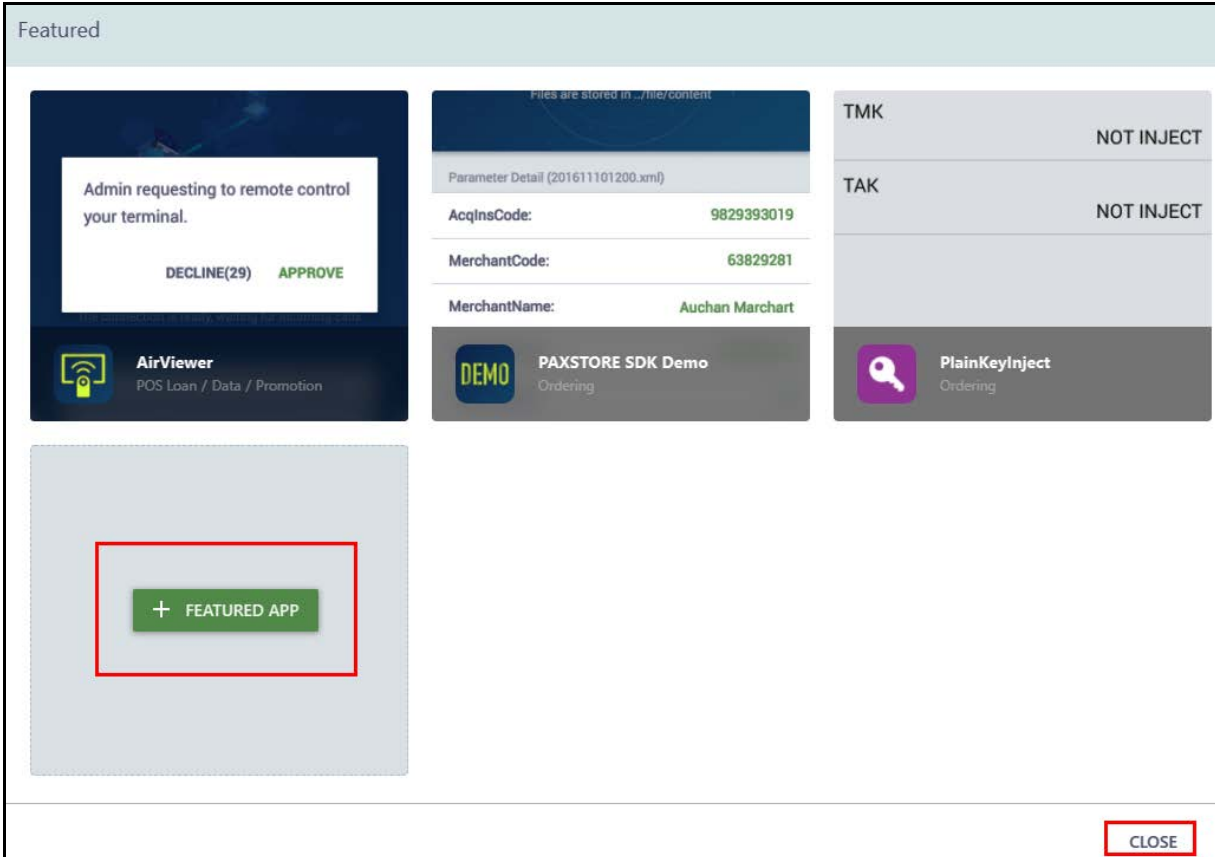 Featured
Admin requesting to remote control
your terminal.
DECLINE(29) APPROVE
AirViewer
POS Loan / Data / Promotion
Files are stored in ../file/content
Parameter Detail (201611101200.xml)
AcqInsCode: 9829393019
MerchantCode: 63829281
MerchantName: Auchan Marchart
DEMO
PAXSTORE SDK Demo
Ordering
TMK
NOT INJECT
TAK
NOT INJECT
PlainKeyInject
Ordering
+ FEATURED APP
CLOSE